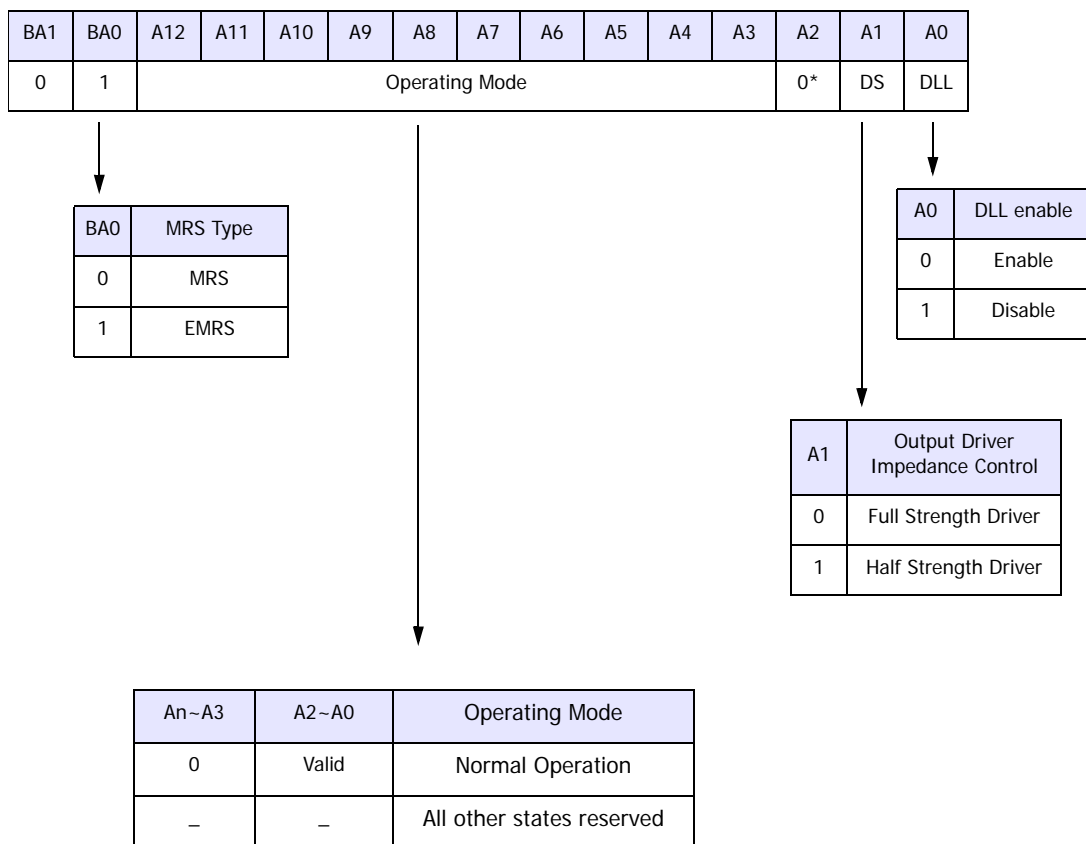 BA1 BA0 A12 A11 A10 A9 A8 A7 A6 A5 A4 A3 A2 A1 A0
0 1 Operating Mode 0* DS DLL
BA0 MRS Type
0 MRS
1 EMRS
A0 DLL enable
0 Enable
1 Disable
A1 Output Driver
Impedance Control
0 Full Strength Driver
1 Half Strength Driver
An~A3 A2~A0 Operating Mode
0 Valid Normal Operation
_ _ All other states reserved